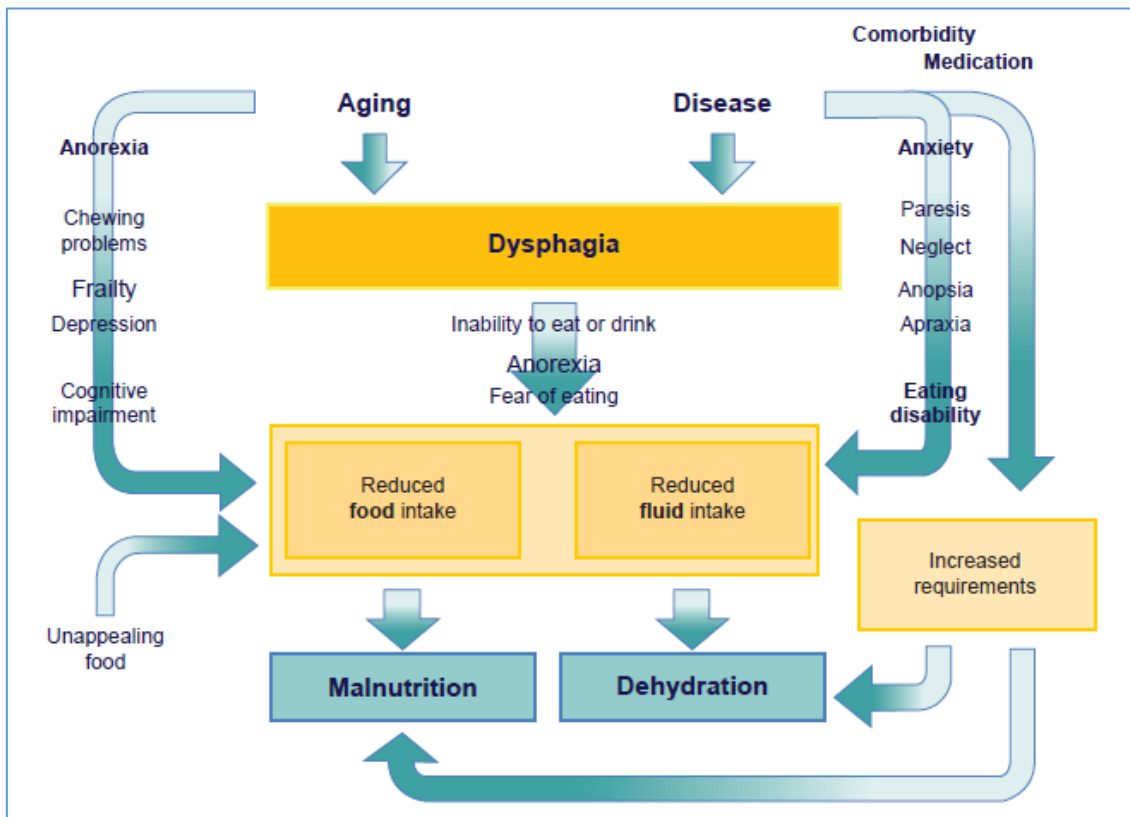 Comorbidity
Medication
Aging
Disease
Anorexia
Chewing
problems
Frailty
Depression
Cognitive
impairment
Anxiety
Paresis
Neglect
Anopsia
Apraxia
Eating
disability
Dysphagia
Inability to eat or drink
Anorexia
Fear of eating
Reduced
food intake
Reduced
fluid intake
Increased
requirements
Unappealing
food
Malnutrition
Dehydration